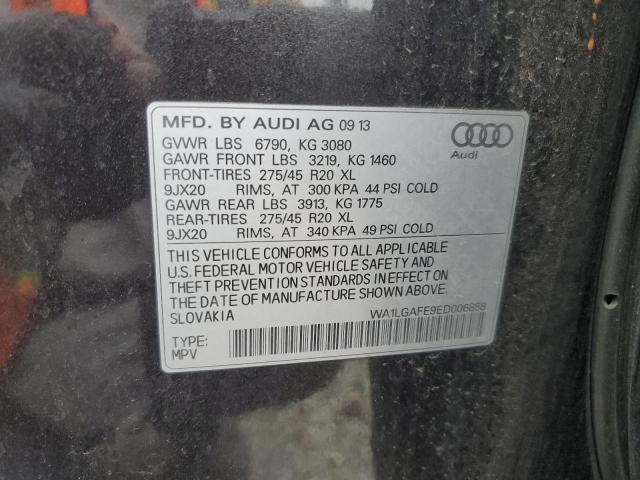 MFD. BY AUDI AG 09 13
GVWR LBS 6790, KG 3080
GAWR FRONT LBS 3219, KG 1460
FRONT-TIRES 275/45 R20 XL
9JX20 RIMS, AT 300 KPA 44 PSI COLD
GAWR REAR LBS 3913, KG 1775
REAR-TIRES 275/45 R20 XL
9JX20 RIMS, AT 340 KPA 49 PSI COLD
Audi
THIS VEHICLE CONFORMS TO ALL APPLICABLE
U.S. FEDERAL MOTOR VEHICLE SAFETY AND
THEFT PREVENTION STANDARDS IN EFFECT ON
THE DATE OF MANUFACTURE SHOWN ABOVE.
SLOVAKIA
WA1LGAFE9ED006858
TYPE:
MPV